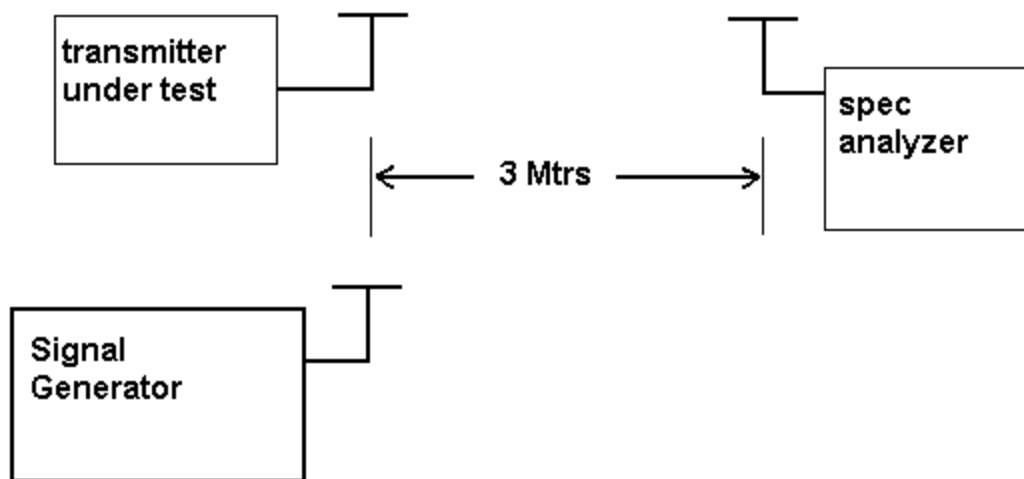 transmitter
under test
spec
analyzer
3 Mtrs
Signal
Generator